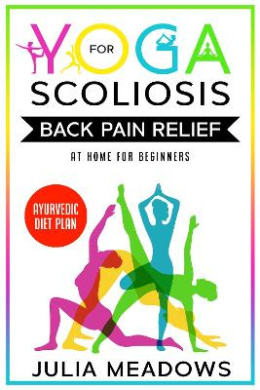 YOGA
FOR
SCOLIOSIS
BACK PAIN RELIEF
AT HOME FOR BEGINNERS
AYURVEDIC
DIET PLAN
JULIA MEADOWS